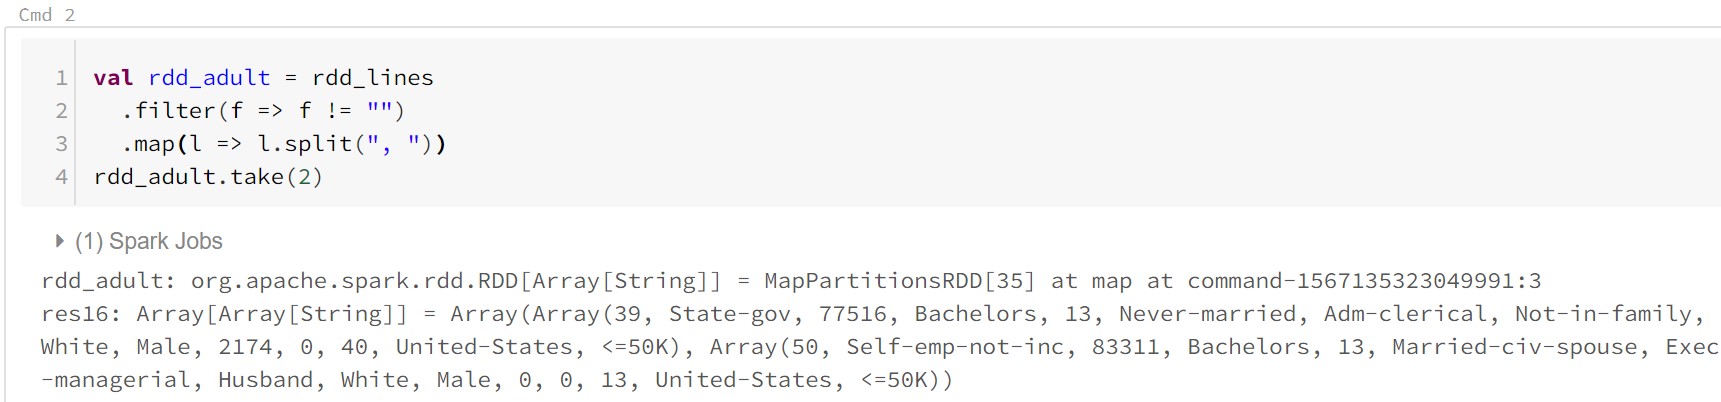 Cmd 2
1 val rdd_adult = rdd_lines
2 .filter(f => f != "")
3 .map(l => l.split(", "))
4 rdd_adult.take(2)
(1) Spark Jobs
rdd_adult: org.apache.spark.rdd.RDD[Array[String]] = MapPartitionsRDD[35] at map at command-1567135323049991:3
res16: Array[Array[String]] = Array(Array(39, State-gov, 77516, Bachelors, 13, Never-married, Adm-clerical, Not-in-family,
White, Male, 2174, 0, 40, United-States, <=50K), Array(50, Self-emp-not-inc, 83311, Bachelors, 13, Married-civ-spouse, Exec
-managerial, Husband, White, Male, 0, 0, 13, United-States, <=50K))